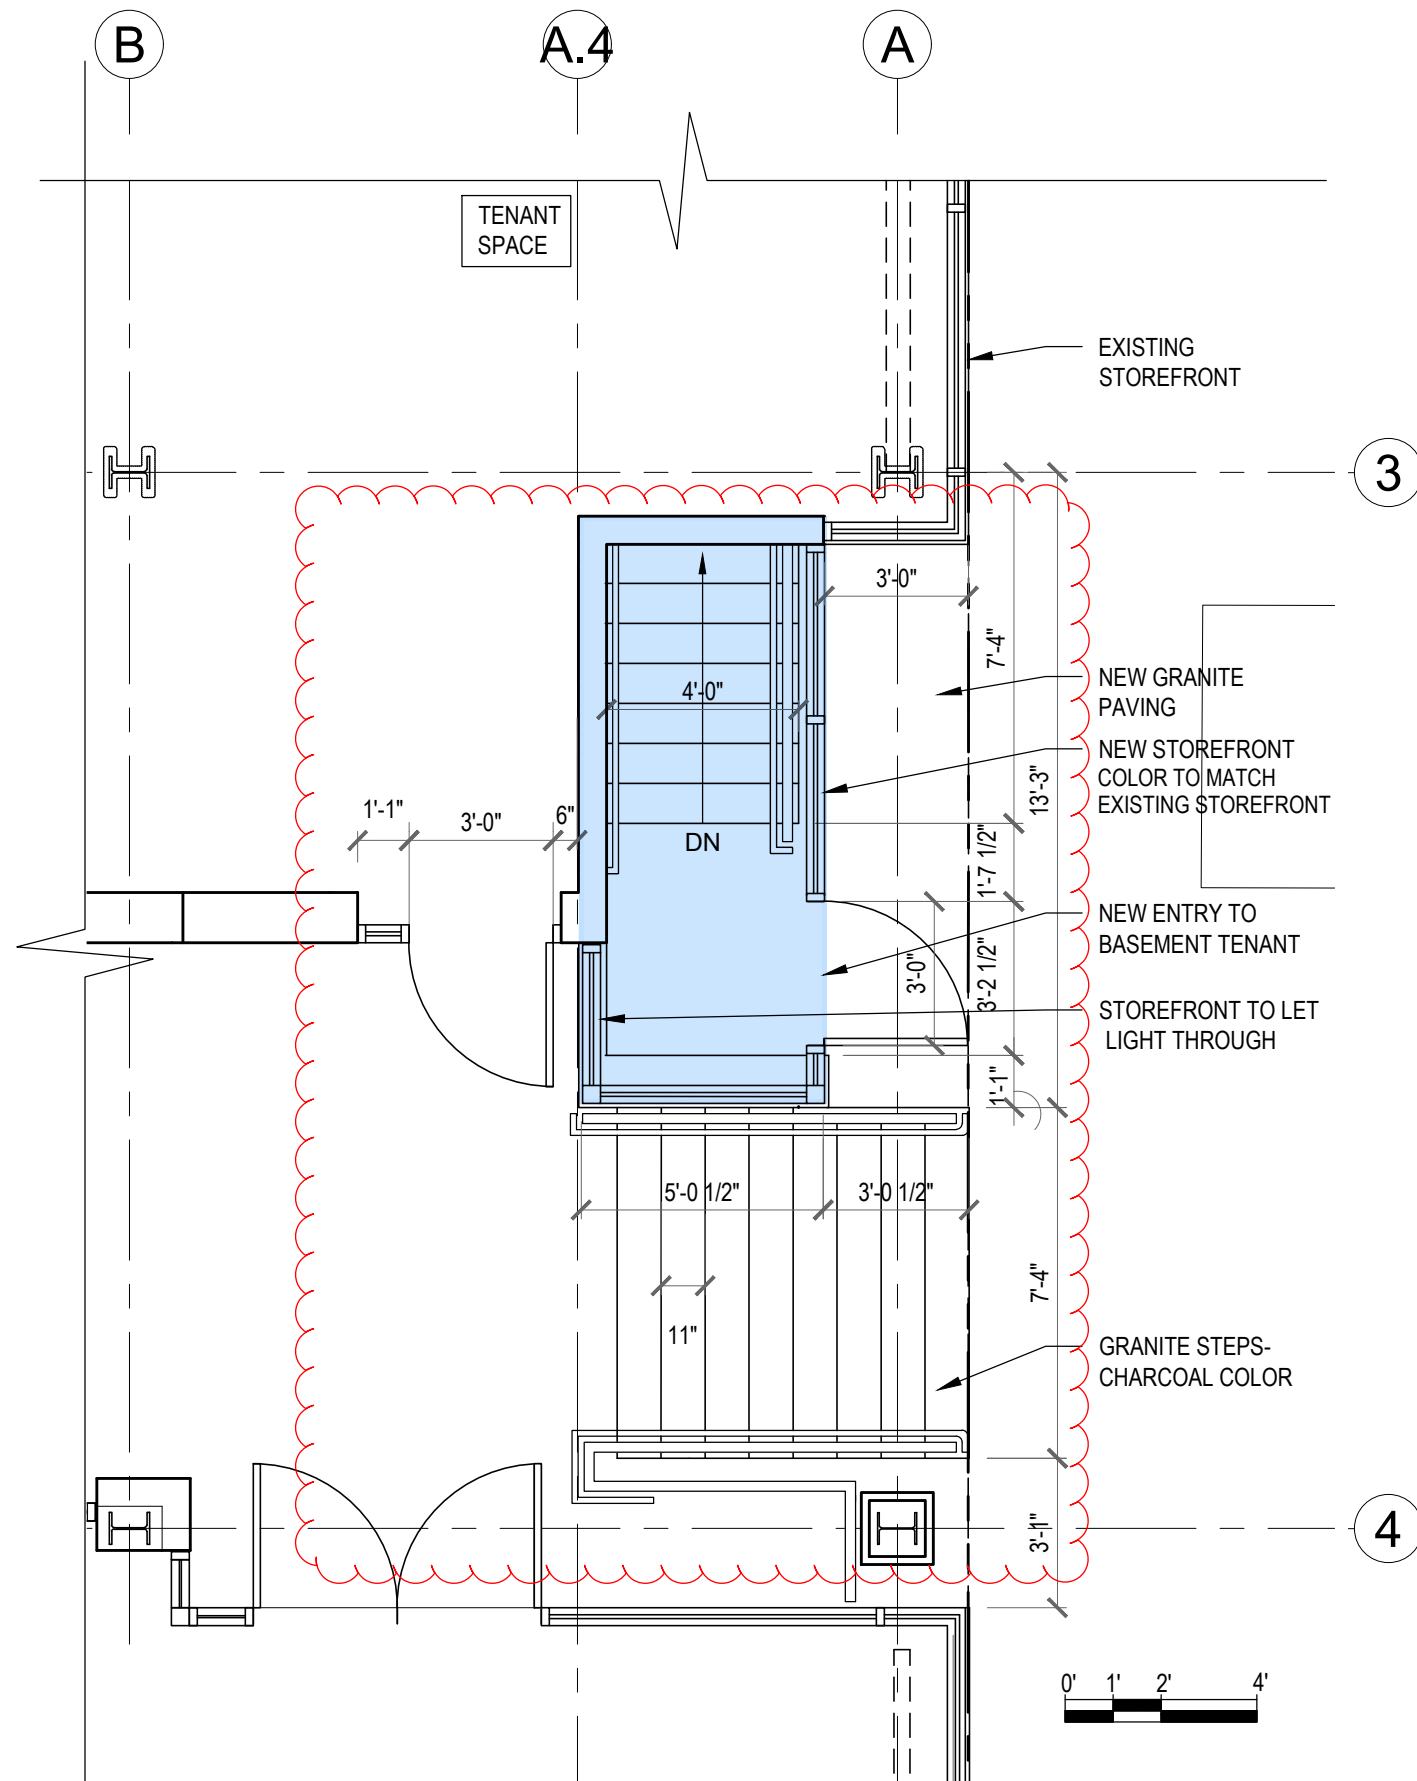 B
A.4
A
TENANT
SPACE
EXISTING
STOREFRONT
3
3'-0"
7'-4"
NEW GRANITE
PAVING
4'-0"
NEW STOREFRONT
COLOR TO MATCH
EXISTING STOREFRONT
13'-3"
1'-1"
3'-0"
6"
DN
1'-7 1/2"
NEW ENTRY TO
BASEMENT TENANT
3'-0"
3'-2 1/2"
STOREFRONT TO LET
LIGHT THROUGH
1'-1"
5'-0 1/2"
3'-0 1/2"
7'-4"
11"
GRANITE STEPS-
CHARCOAL COLOR
3'-1"
4
0' 1' 2' 4'